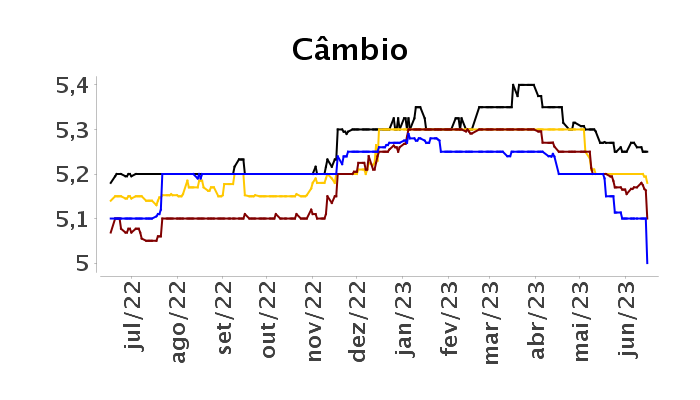 Câmbio
5,4
5,3
5,2
5,1
5
jul/22
ago/22
set/22
out/22
nov/22
dez/22
jan/23
fev/23
mar/23
abr/23
mai/23
jun/23